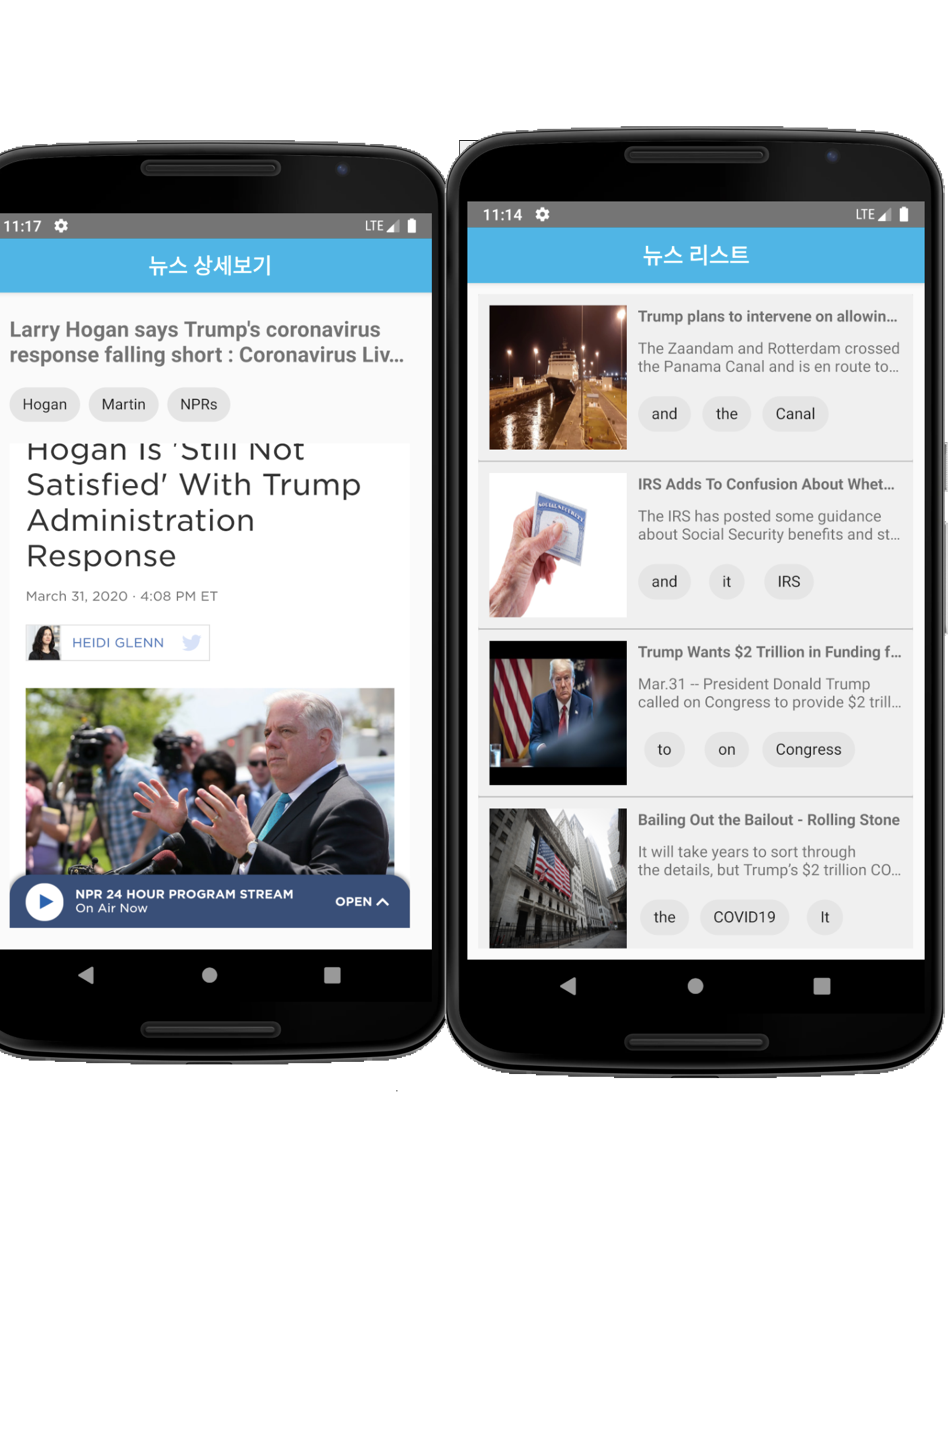 11:17
LTE
뉴스 상세보기
Larry Hogan says Trump's coronavirus
response falling short : Coronavirus Liv...
Hogan Martin NPRs
Hogan Is 'Still Not
Satisfied' With Trump
Administration
Response
March 31, 2020 · 4:08 PM ET
HEIDI GLENN
NPR 24 HOUR PROGRAM STREAM
On Air Now
OPEN
11:14
LTE
뉴스 리스트
Trump plans to intervene on allowin...
The Zaandam and Rotterdam crossed
the Panama Canal and is en route to...
and the Canal
SOCIAL SECURITY
IRS Adds To Confusion About Whet...
The IRS has posted some guidance
about Social Security benefits and st...
and it IRS
Trump Wants $2 Trillion in Funding f...
Mar.31 -- President Donald Trump
called on Congress to provide $2 trill...
to on Congress
Bailing Out the Bailout - Rolling Stone
It will take years to sort through
the details, but Trump's $2 trillion CO...
the COVID19 It